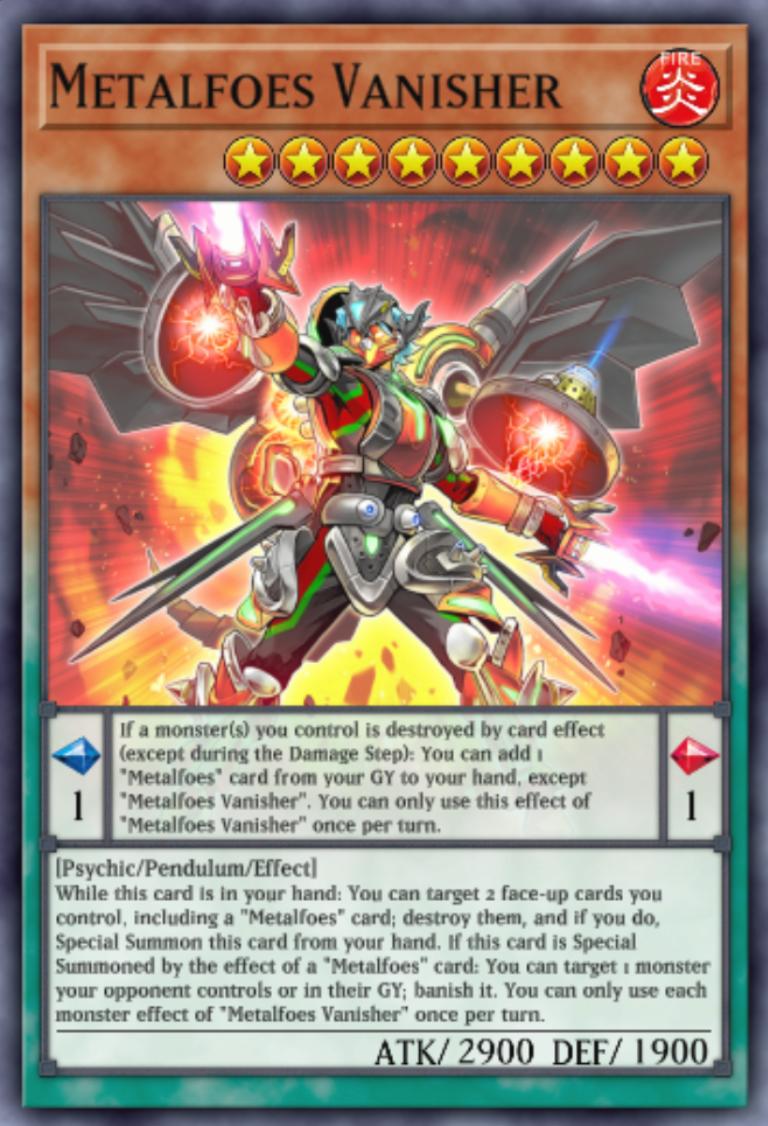 METALFOES VANISHER
FIRE
炎
If a monster(s) you control is destroyed by card effect
(except during the Damage Step): You can add 1
"Metalfoes" card from your GY to your hand, except
"Metalfoes Vanisher". You can only use this effect of
"Metalfoes Vanisher" once per turn.
1
1
[Psychic/Pendulum/Effect]
While this card is in your hand: You can target 2 face-up cards you
control, including a "Metalfoes" card; destroy them, and if you do,
Special Summon this card from your hand. If this card is Special
Summoned by the effect of a "Metalfoes" card: You can target 1 monster
your opponent controls or in their GY; banish it. You can only use each
monster effect of "Metalfoes Vanisher" once per turn.
ATK/ 2900 DEF/ 1900